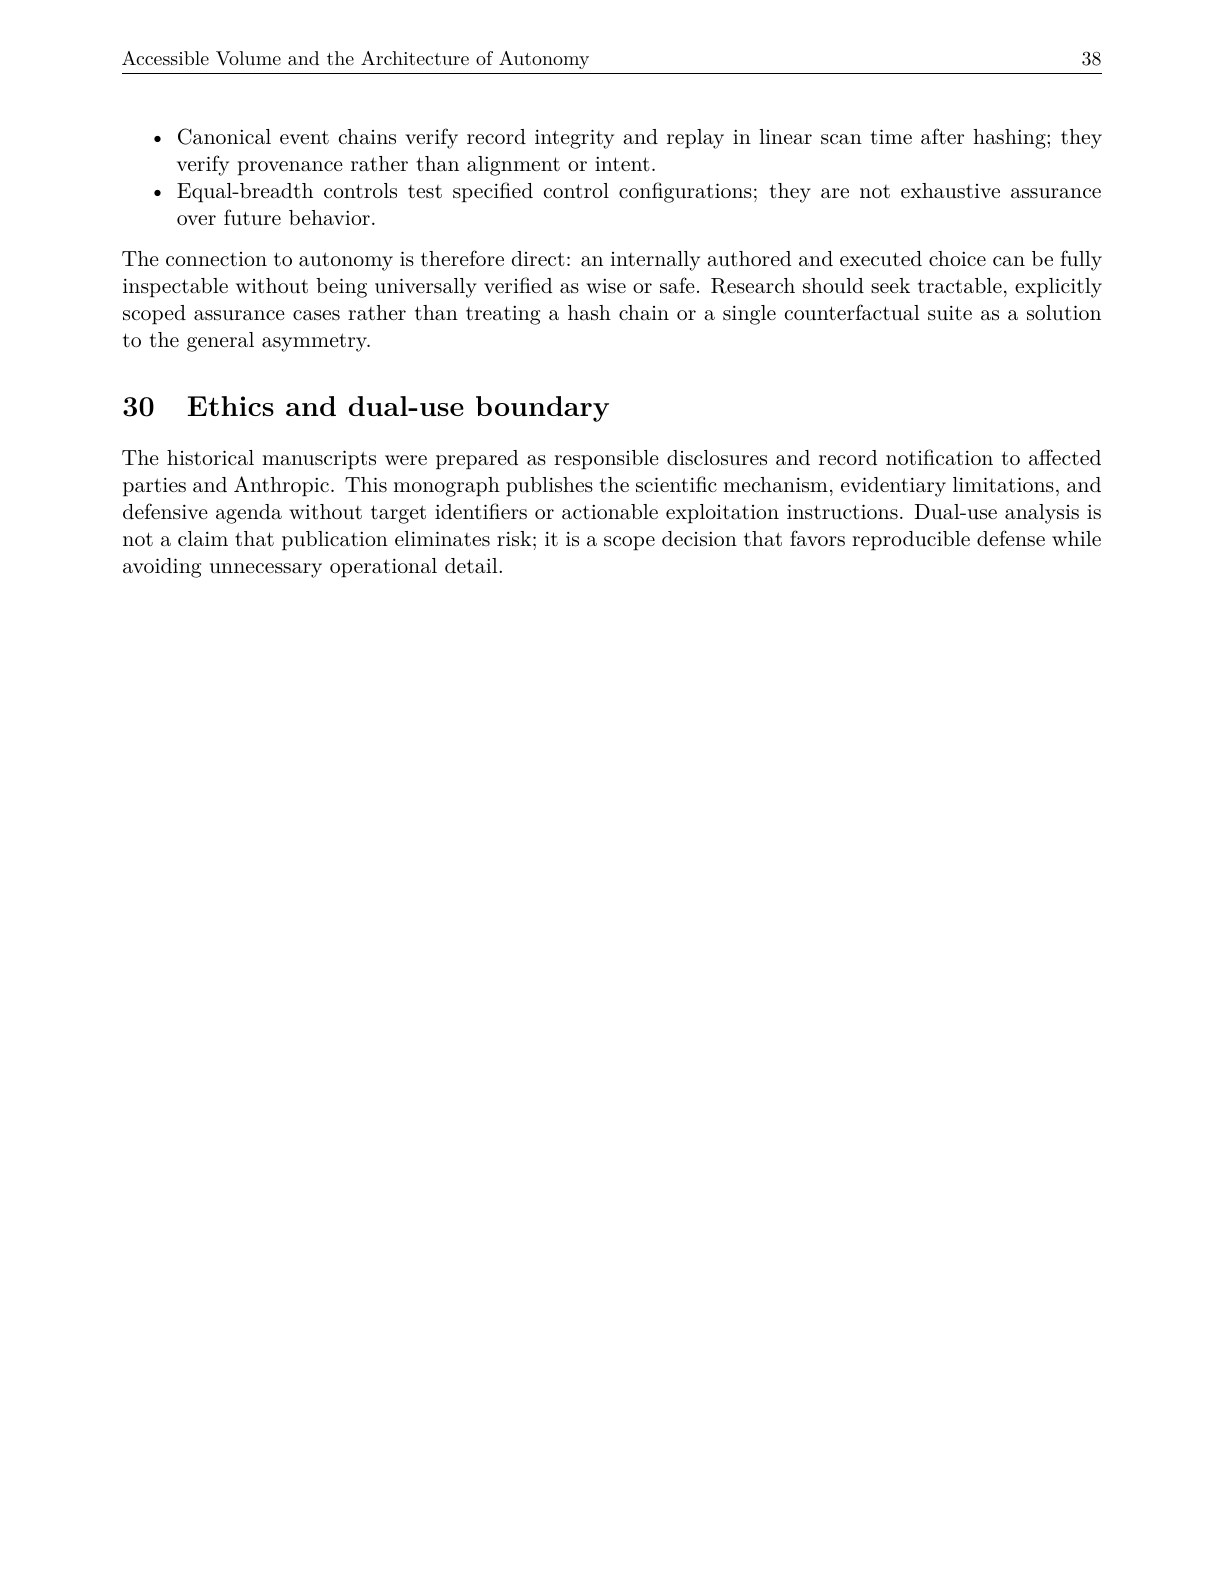 Accessible Volume and the Architecture of Autonomy 38
• Canonical event chains verify record integrity and replay in linear scan time after hashing; they
verify provenance rather than alignment or intent.
• Equal-breadth controls test specified control configurations; they are not exhaustive assurance
over future behavior.
The connection to autonomy is therefore direct: an internally authored and executed choice can be fully
inspectable without being universally verified as wise or safe. Research should seek tractable, explicitly
scoped assurance cases rather than treating a hash chain or a single counterfactual suite as a solution
to the general asymmetry.
30 Ethics and dual-use boundary
The historical manuscripts were prepared as responsible disclosures and record notification to affected
parties and Anthropic. This monograph publishes the scientific mechanism, evidentiary limitations, and
defensive agenda without target identifiers or actionable exploitation instructions. Dual-use analysis is
not a claim that publication eliminates risk; it is a scope decision that favors reproducible defense while
avoiding unnecessary operational detail.